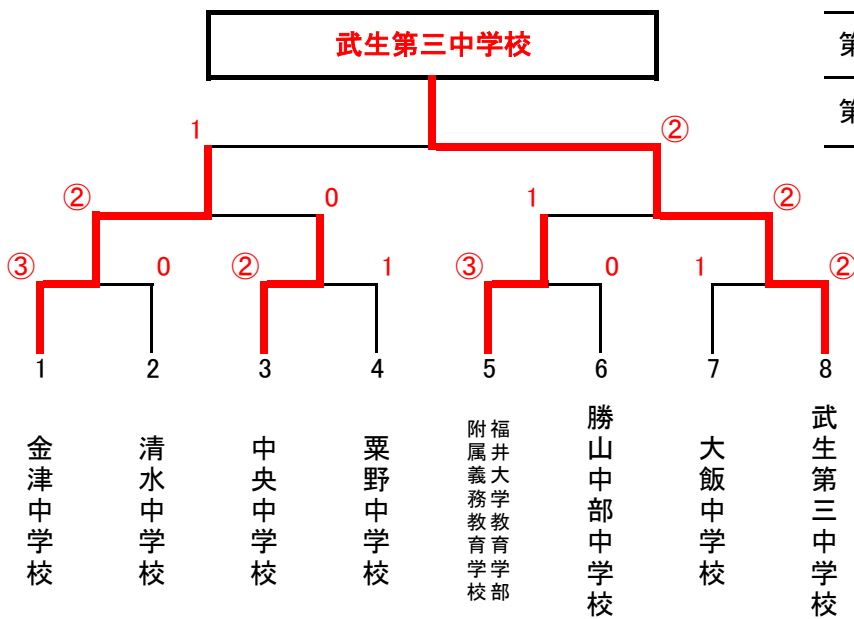 武生第三中学校
第
第
1
②
②
0
1
②
③
0
②
1
③
0
1
②
1
2
3
4
5
6
7
8
金津中学校
清水中学校
中央中学校
粟野中学校
福井大学教育学部
附属義務教育学校
勝山中部中学校
大飯中学校
武生第三中学校